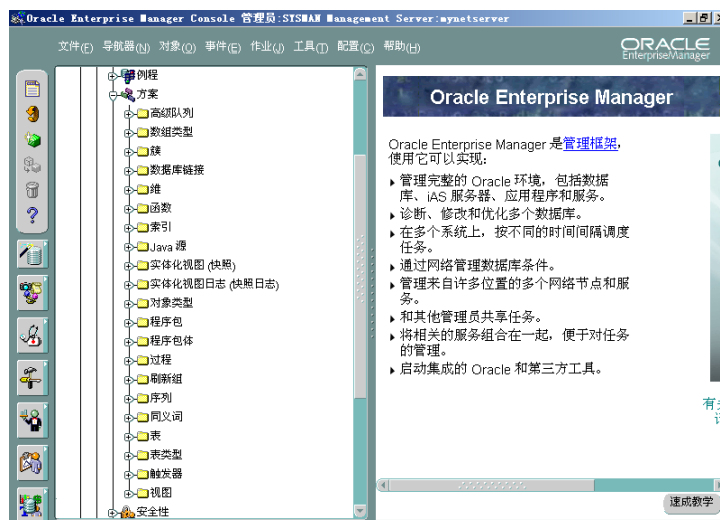 Oracle Enterprise Manager Console 管理员:SYSMAN Management Server:mynetserver
文件(F) 导航器(N) 对象(O) 事件(E) 作业(J) 工具(T) 配置(C) 帮助(H)
ORACLE
EnterpriseManager
例程
方案
高级队列
数组类型
簇
数据库链接
维
函数
索引
Java 源
实体化视图 (快照)
实体化视图日志 (快照日志)
对象类型
程序包
程序包体
过程
刷新组
序列
同义词
表
表类型
触发器
视图
安全性
Oracle Enterprise Manager
Oracle Enterprise Manager 是管理框架,
使用它可以实现:
管理完整的 Oracle 环境，包括数据
库、iAS 服务器、应用程序和服务。
诊断、修改和优化多个数据库。
在多个系统上，按不同的时间间隔调度
任务。
通过网络管理数据库条件。
管理来自许多位置的多个网络节点和服
务。
和其他管理员共享任务。
将相关的服务组合在一起，便于对任务
的管理。
启动集成的 Oracle 和第三方工具。
速成教学